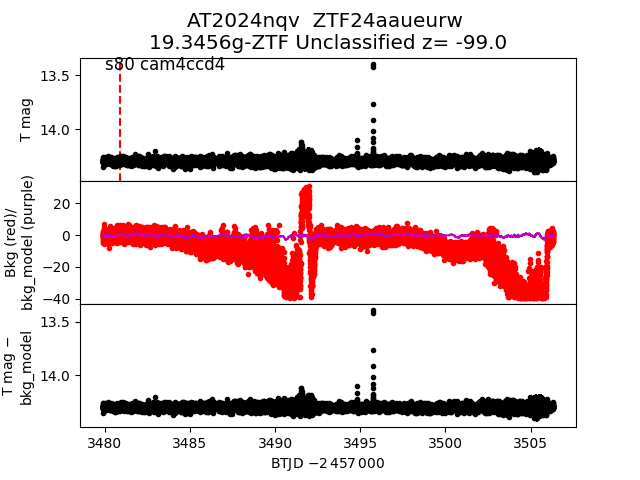 AT2024nqv  ZTF24aaueurw
19.3456g-ZTF Unclassified z= -99.0
s80 cam4ccd4
13.5
14.0
T mag
20
0
−20
−40
Bkg (red)/
bkg_model (purple)
13.5
14.0
T mag −
bkg_model
3480 3485 3490 3495 3500 3505
BTJD −2 457 000